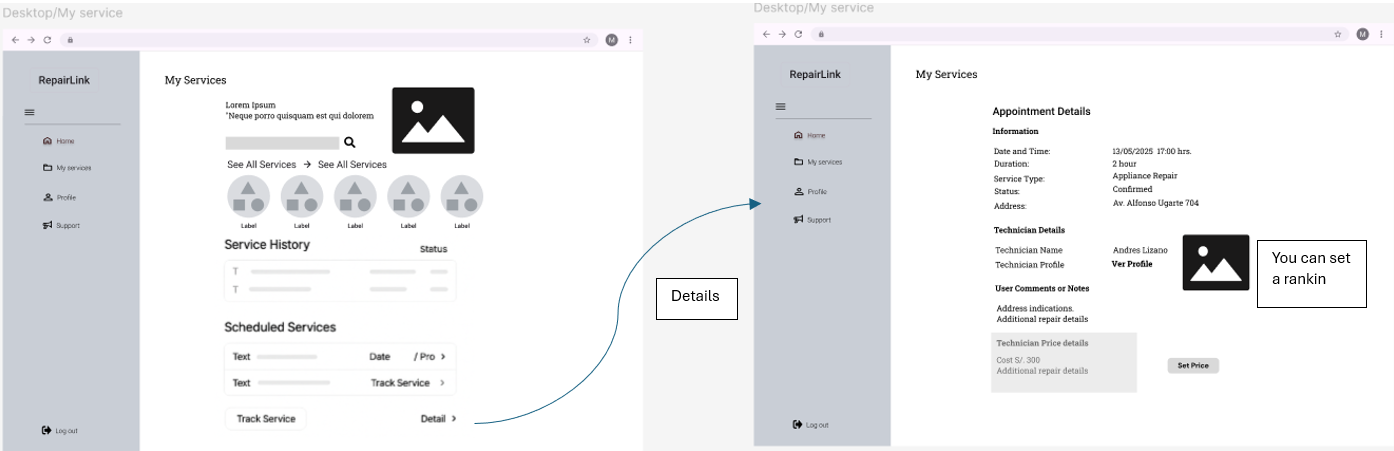 Desktop/My service
M
RepairLink
Home
My services
Profile
Support
Log out
My Services
Lorem Ipsum
"Neque porro quisquam est qui dolorem
See All Services → See All Services
Label Label Label Label Label
Service History Status
T
T
Scheduled Services
Text Date / Pro >
Text Track Service >
Track Service Detail >
Details
Desktop/My service
M
RepairLink
Home
My services
Profile
Support
Log out
My Services
Appointment Details
Information
Date and Time: 13/05/2025 17:00 hrs.
Duration: 2 hour
Service Type: Appliance Repair
Status: Confirmed
Address: Av. Alfonso Ugarte 704
Technician Details
Technician Name Andres Lizano
Technician Profile Ver Profile
You can set
a rankin
User Comments or Notes
Address indications.
Additional repair details
Technician Price details
Cost S/. 300
Additional repair details
Set Price